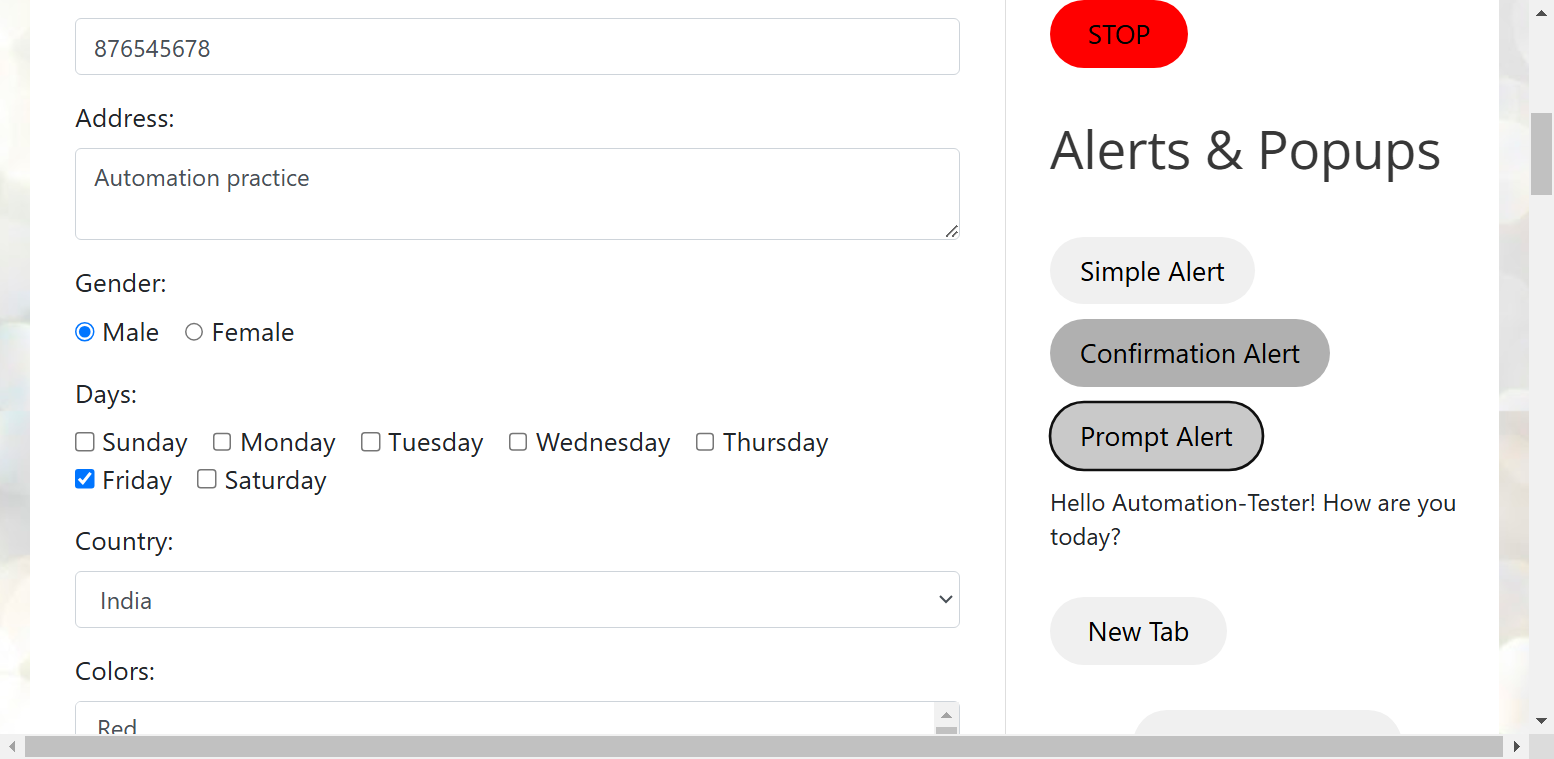 876545678
Address:
Automation practice
Gender:
Male Female
Days:
Sunday Monday Tuesday Wednesday Thursday
Friday Saturday
Country:
India
Colors:
Red
STOP
Alerts & Popups
Simple Alert
Confirmation Alert
Prompt Alert
Hello Automation-Tester! How are you
today?
New Tab